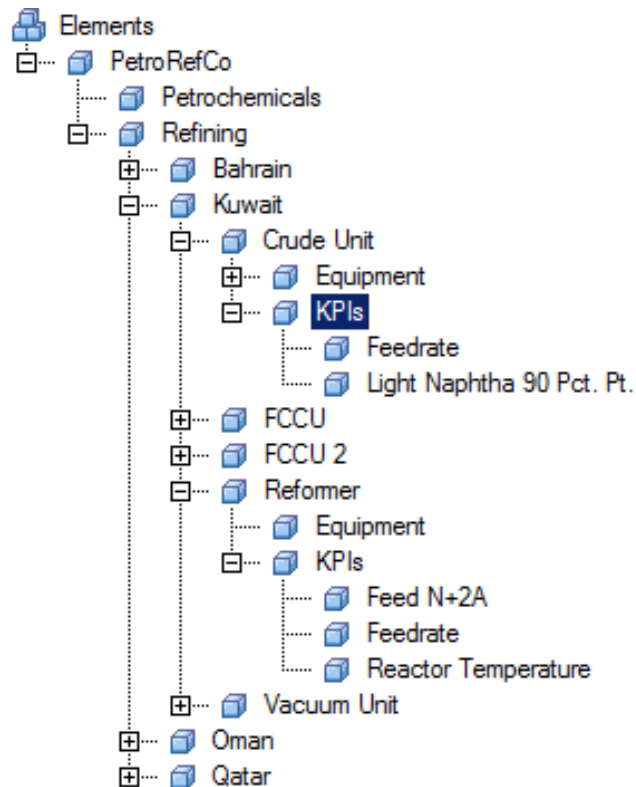 Elements
PetroRefCo
Petrochemicals
Refining
Bahrain
Kuwait
Crude Unit
Equipment
KPIs
Feedrate
Light Naphtha 90 Pct. Pt.
FCCU
FCCU 2
Reformer
Equipment
KPIs
Feed N+2A
Feedrate
Reactor Temperature
Vacuum Unit
Oman
Qatar